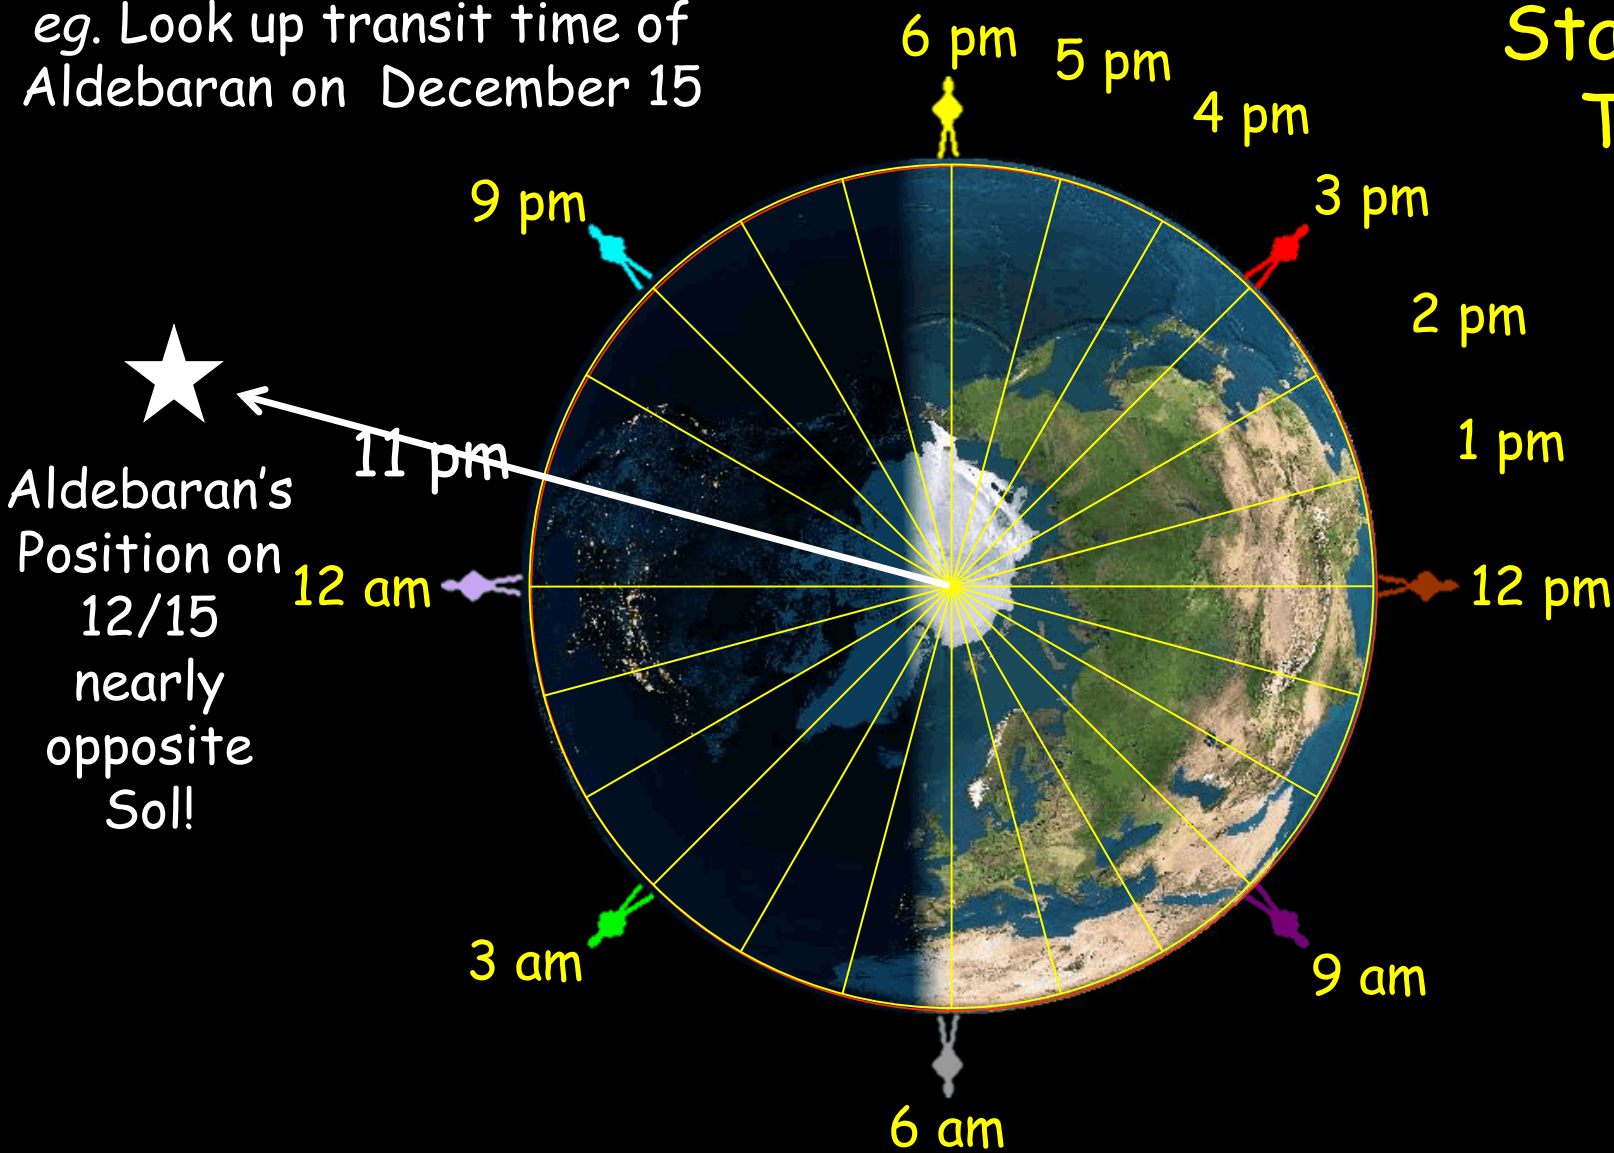 eg. Look up transit time of
Aldebaran on December 15
6 pm
5 pm
4 pm
3 pm
2 pm
1 pm
12 pm
9 pm
11 pm
Aldebaran's
Position on
12/15
nearly
opposite
Sol!
12 am
3 am
9 am
6 am